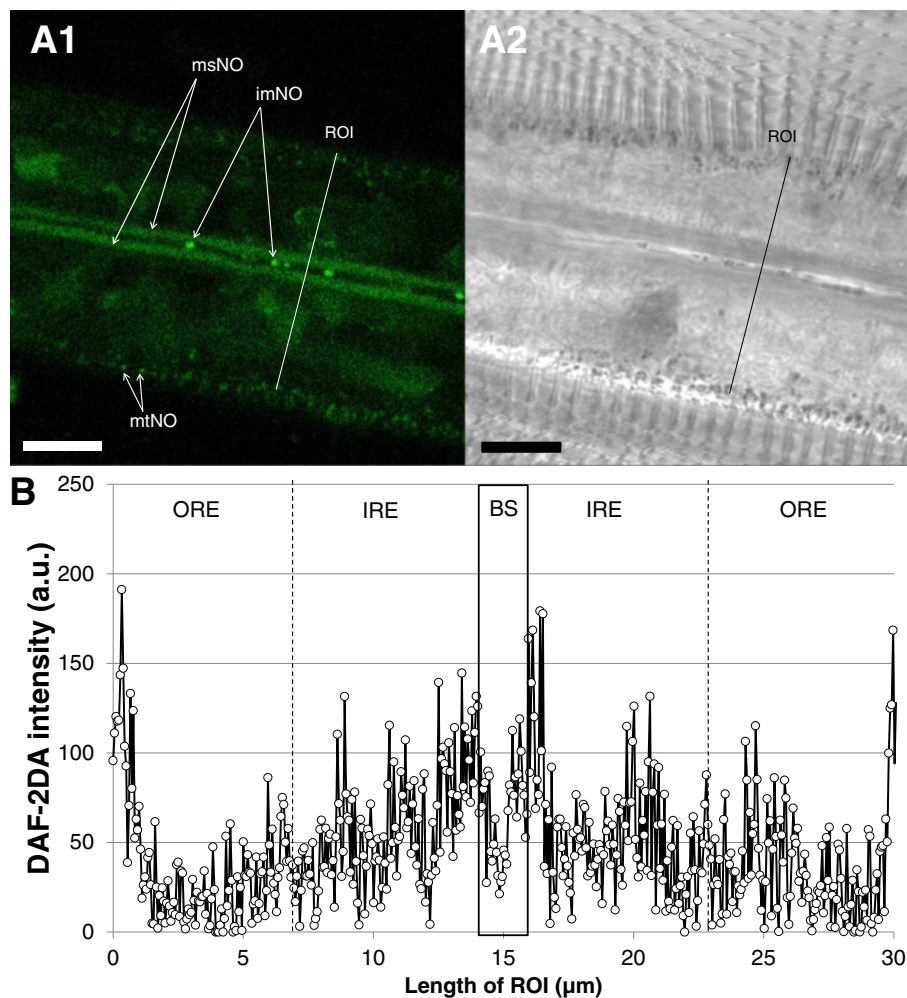 A1
A2
msNO
imNO
ROI
ROI
mtNO
B
250
ORE
IRE
BS
IRE
ORE
200
150
100
50
0
DAF-2DA intensity (a.u.)
0 5 10 15 20 25 30
Length of ROI (µm)